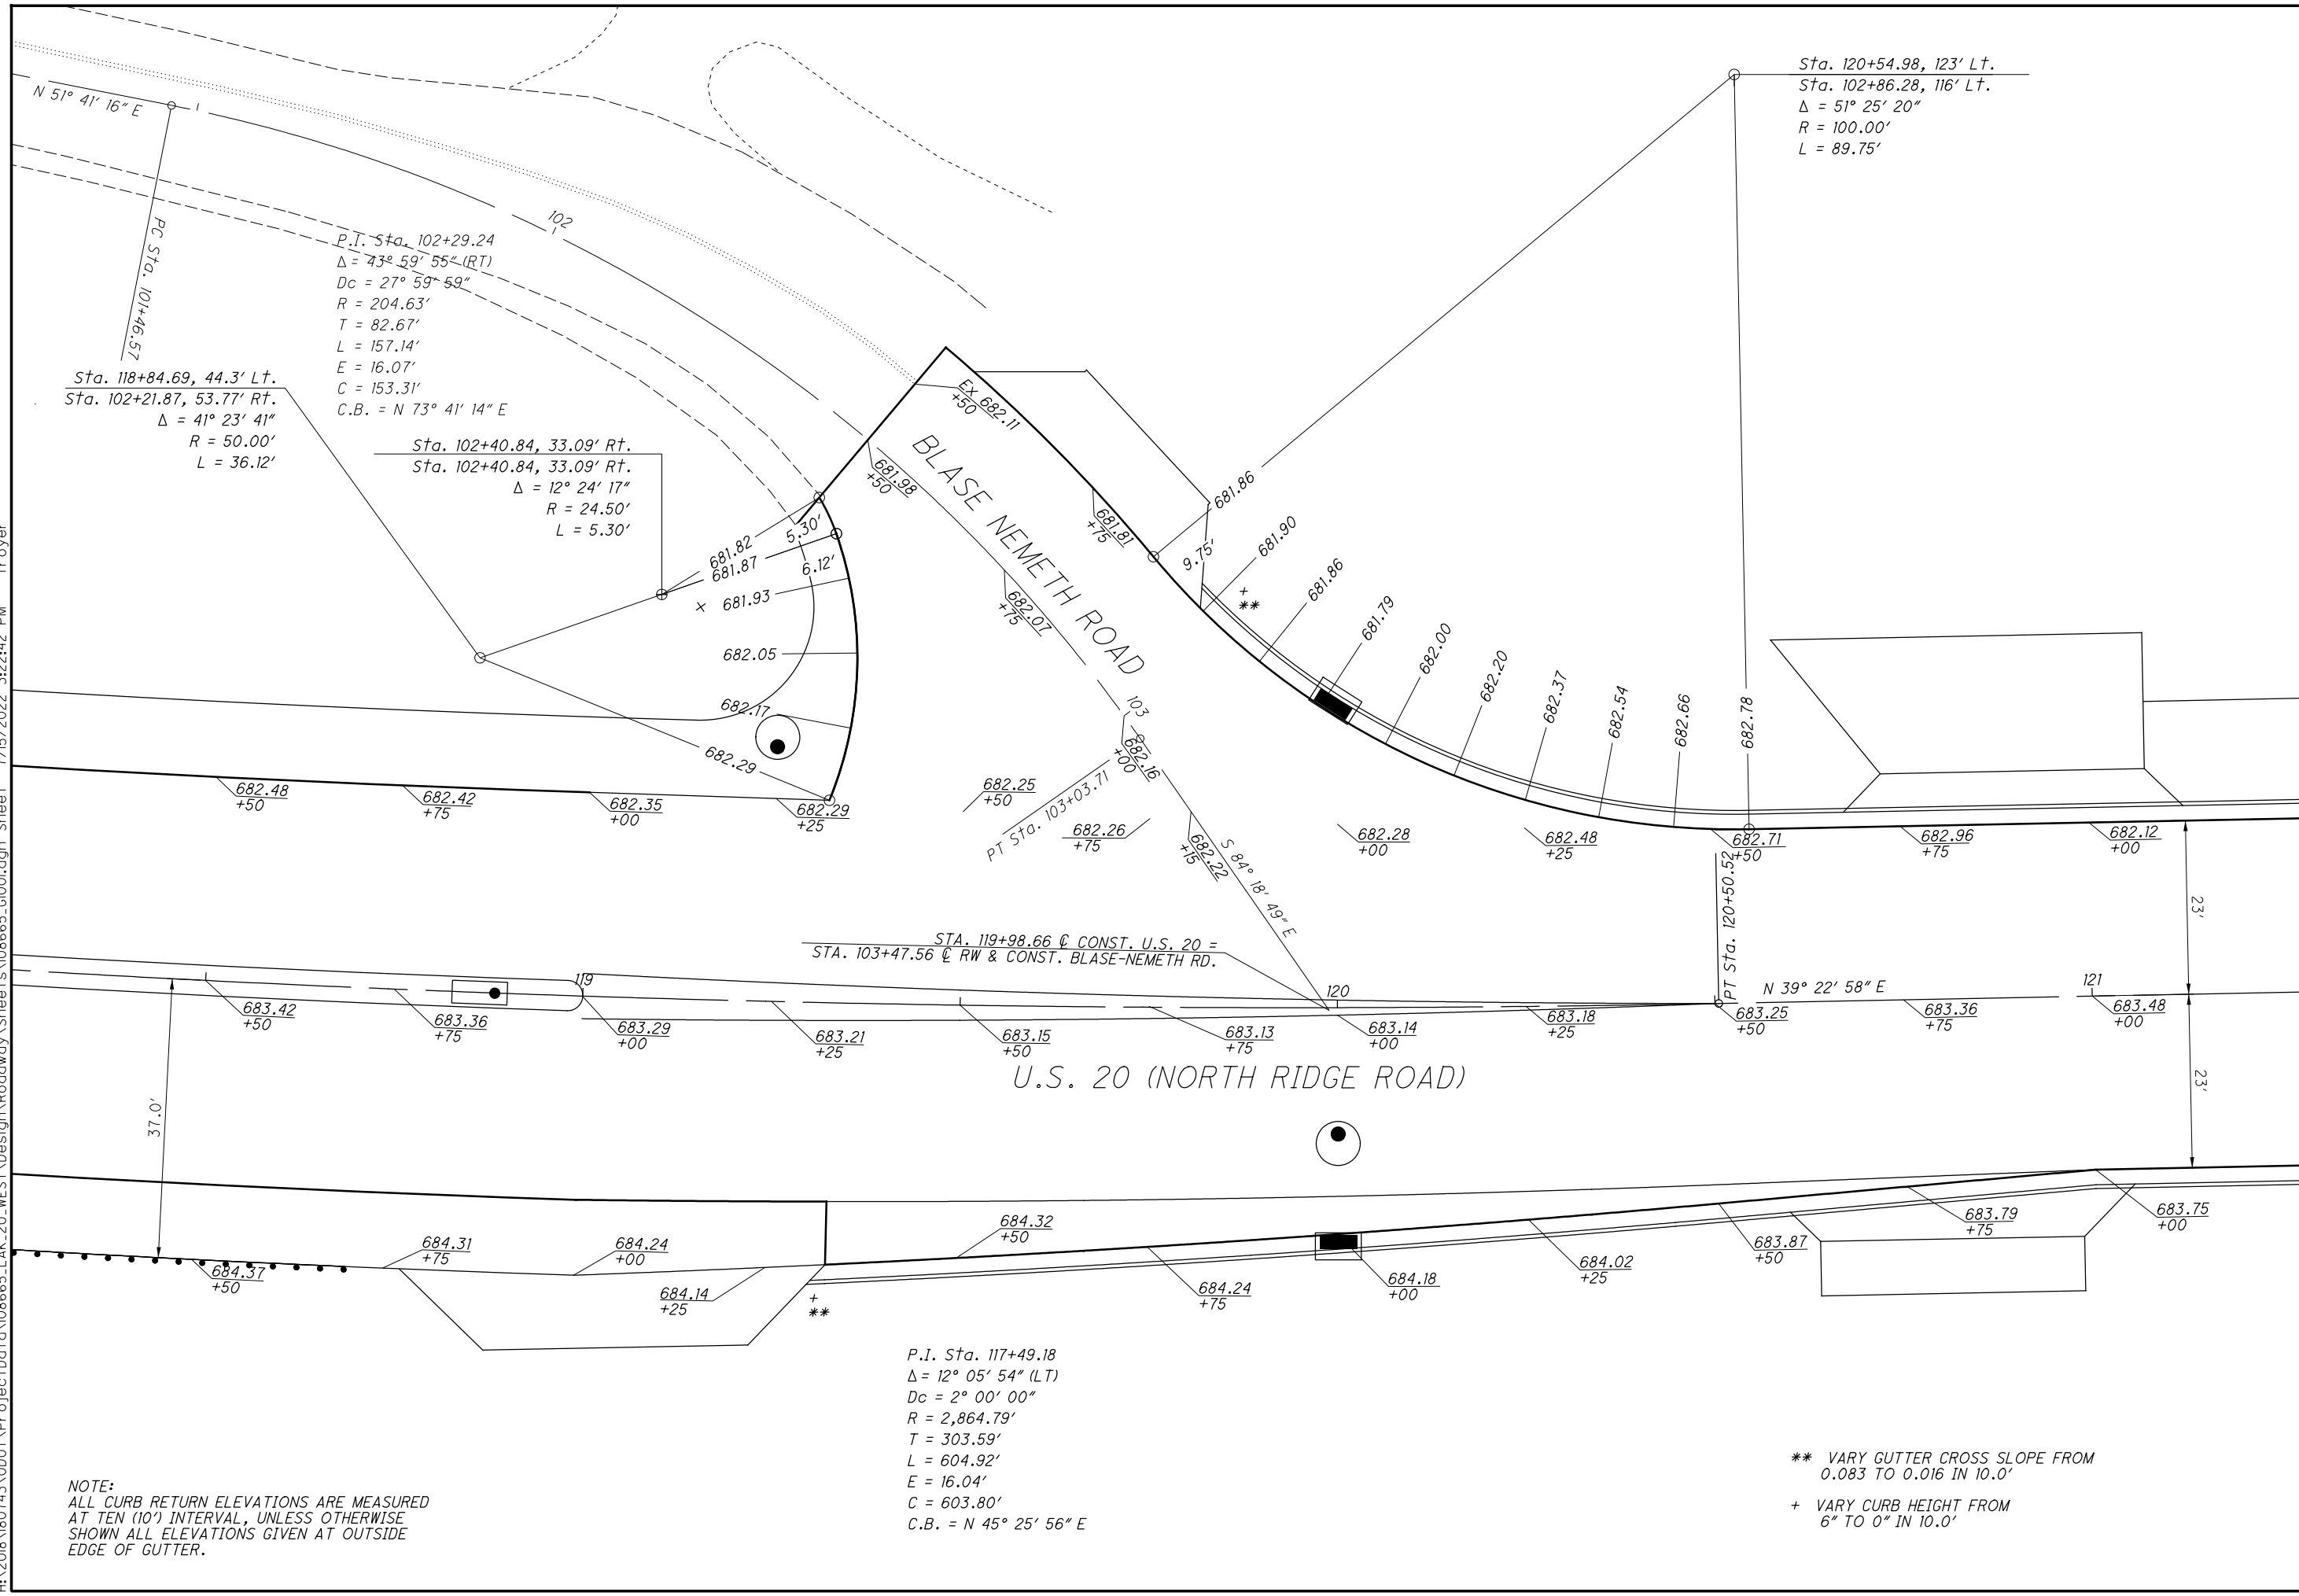 Sta. 120+54.98, 123' Lt.
Sta. 102+86.28, 116' Lt.
Δ = 51° 25' 20"
R = 100.00'
L = 89.75'
N 51° 41' 16" E
PC Sta. 101+46.57
102
P.I. Sta. 102+29.24
Δ = 43° 59' 55" (RT)
Dc = 27° 59' 59"
R = 204.63'
T = 82.67'
L = 157.14'
E = 16.07'
C = 153.31'
C.B. = N 73° 41' 14" E
Sta. 118+84.69, 44.3' Lt.
Sta. 102+21.87, 53.77' Rt.
Δ = 41° 23' 41"
R = 50.00'
L = 36.12'
Sta. 102+40.84, 33.09' Rt.
Sta. 102+40.84, 33.09' Rt.
Δ = 12° 24' 17"
R = 24.50'
L = 5.30'
Ex 682.11
+50
681.98
+50
BLASE NEMETH ROAD
681.81
+75
682.07
+75
103
682.16
+00
PT Sta. 103+03.71
682.22
+15
S 84° 18' 49" E
681.82
5.30'
681.87
6.12'
+ 681.93
682.05
682.17
682.29
681.86
9.75'
681.90
+
**
681.86
681.79
682.00
682.20
682.37
682.54
682.66
682.78
682.48
+50
682.42
+75
682.35
+00
682.29
+25
682.25
+50
682.26
+75
682.28
+00
682.48
+25
682.71
+50
682.96
+75
682.12
+00
PT Sta. 120+50.52
23'
23'
STA. 119+98.66 ℄ CONST. U.S. 20 =
STA. 103+47.56 ℄ RW & CONST. BLASE-NEMETH RD.
119
120
N 39° 22' 58" E
121
683.42
+50
683.36
+75
683.29
+00
683.21
+25
683.15
+50
683.13
+75
683.14
+00
683.18
+25
683.25
+50
683.36
+75
683.48
+00
U.S. 20 (NORTH RIDGE ROAD)
37.0'
684.37
+50
684.31
+75
684.24
+00
684.14
+25
+
**
684.32
+50
684.24
+75
684.18
+00
684.02
+25
683.87
+50
683.79
+75
683.75
+00
P.I. Sta. 117+49.18
Δ = 12° 05' 54" (LT)
Dc = 2° 00' 00"
R = 2,864.79'
T = 303.59'
L = 604.92'
E = 16.04'
C = 603.80'
C.B. = N 45° 25' 56" E
NOTE:
ALL CURB RETURN ELEVATIONS ARE MEASURED
AT TEN (10') INTERVAL, UNLESS OTHERWISE
SHOWN ALL ELEVATIONS GIVEN AT OUTSIDE
EDGE OF GUTTER.
** VARY GUTTER CROSS SLOPE FROM
0.083 TO 0.016 IN 10.0'
+ VARY CURB HEIGHT FROM
6" TO 0" IN 10.0'